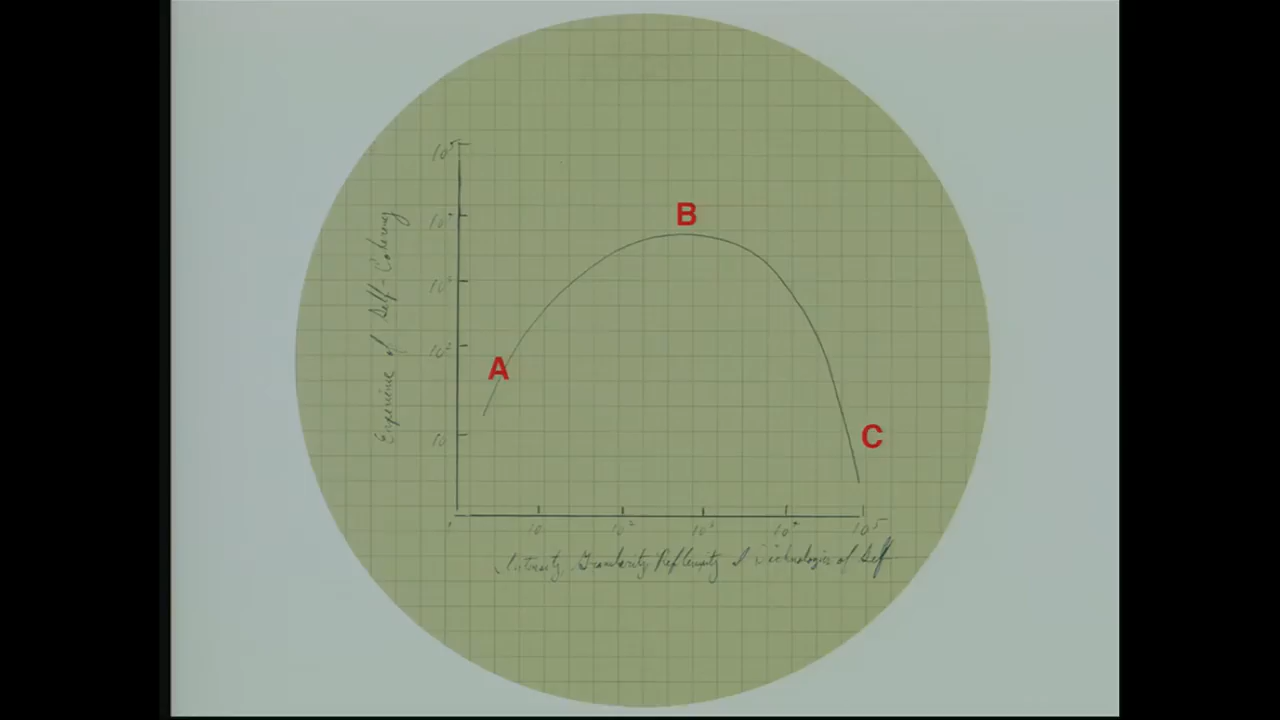 10⁵
10⁴
B
10³
10²
A
10
C
Experience of Self-Coherency
1 10 10² 10³ 10⁴ 10⁵
Intensity, Granularity Reflexivity & Technologies of Self